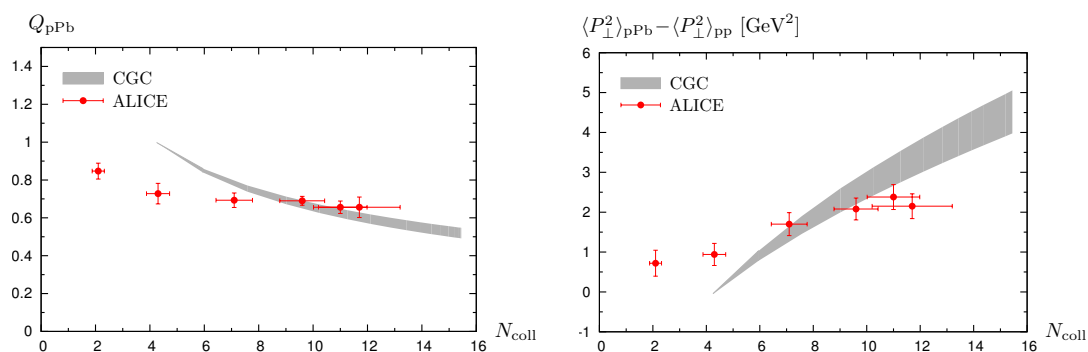 Q_pPb
1.4
1.2
1
0.8
0.6
0.4
0.2
0
CGC
ALICE
0 2 4 6 8 10 12 14 16
N_coll
⟨P²_⊥⟩_pPb − ⟨P²_⊥⟩_pp [GeV²]
6
5
4
3
2
1
0
-1
CGC
ALICE
0 2 4 6 8 10 12 14 16
N_coll